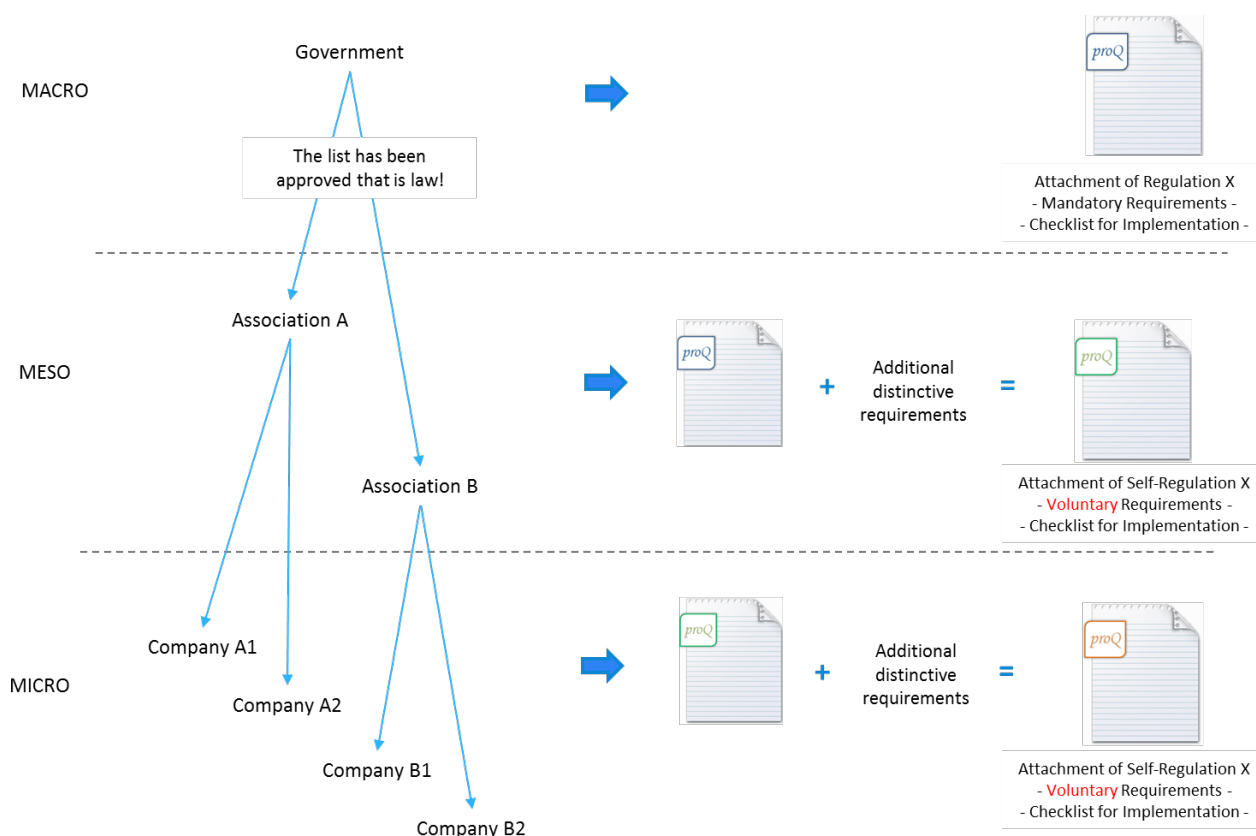 Government
MACRO
The list has been
approved that is law!
proQ
Attachment of Regulation X
- Mandatory Requirements -
- Checklist for Implementation -
Association A
MESO
proQ
+
Additional
distinctive
requirements
=
proQ
Association B
Attachment of Self-Regulation X
- Voluntary Requirements -
- Checklist for Implementation -
Company A1
MICRO
Company A2
Company B1
Company B2
proQ
+
Additional
distinctive
requirements
=
proQ
Attachment of Self-Regulation X
- Voluntary Requirements -
- Checklist for Implementation -